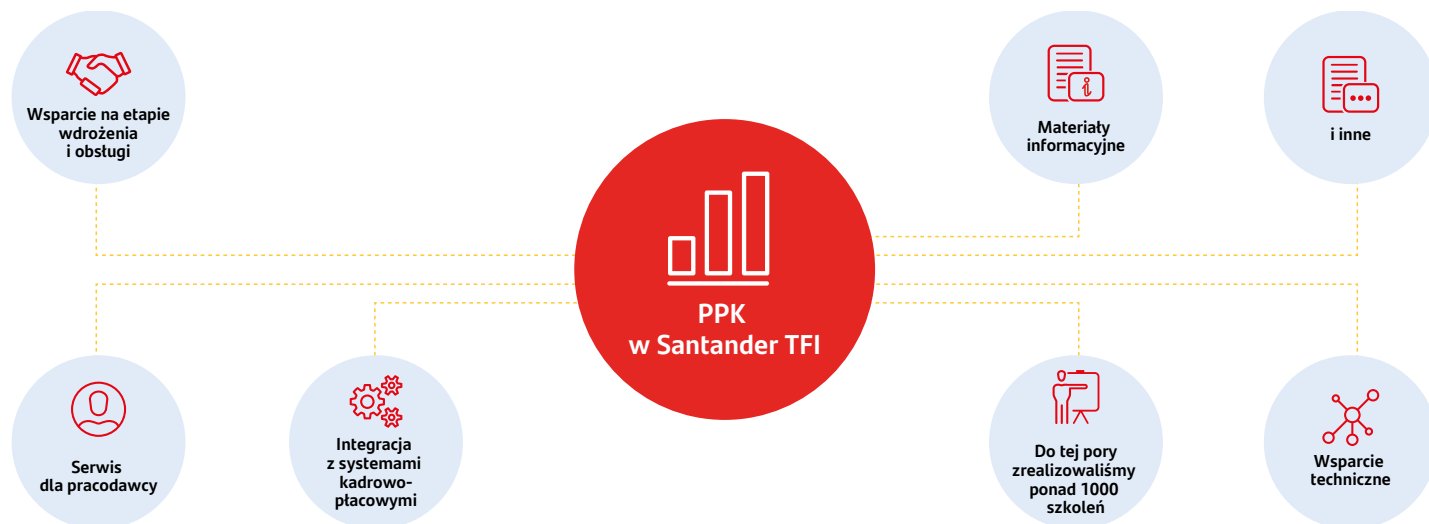 Wsparcie na etapie
wdrożenia
i obsługi
Materiały
informacyjne
i inne
PPK
w Santander TFI
Serwis
dla pracodawcy
Integracja
z systemami
kadrowo-
płacowymi
Do tej pory
zrealizowaliśmy
ponad 1000
szkoleń
Wsparcie
techniczne